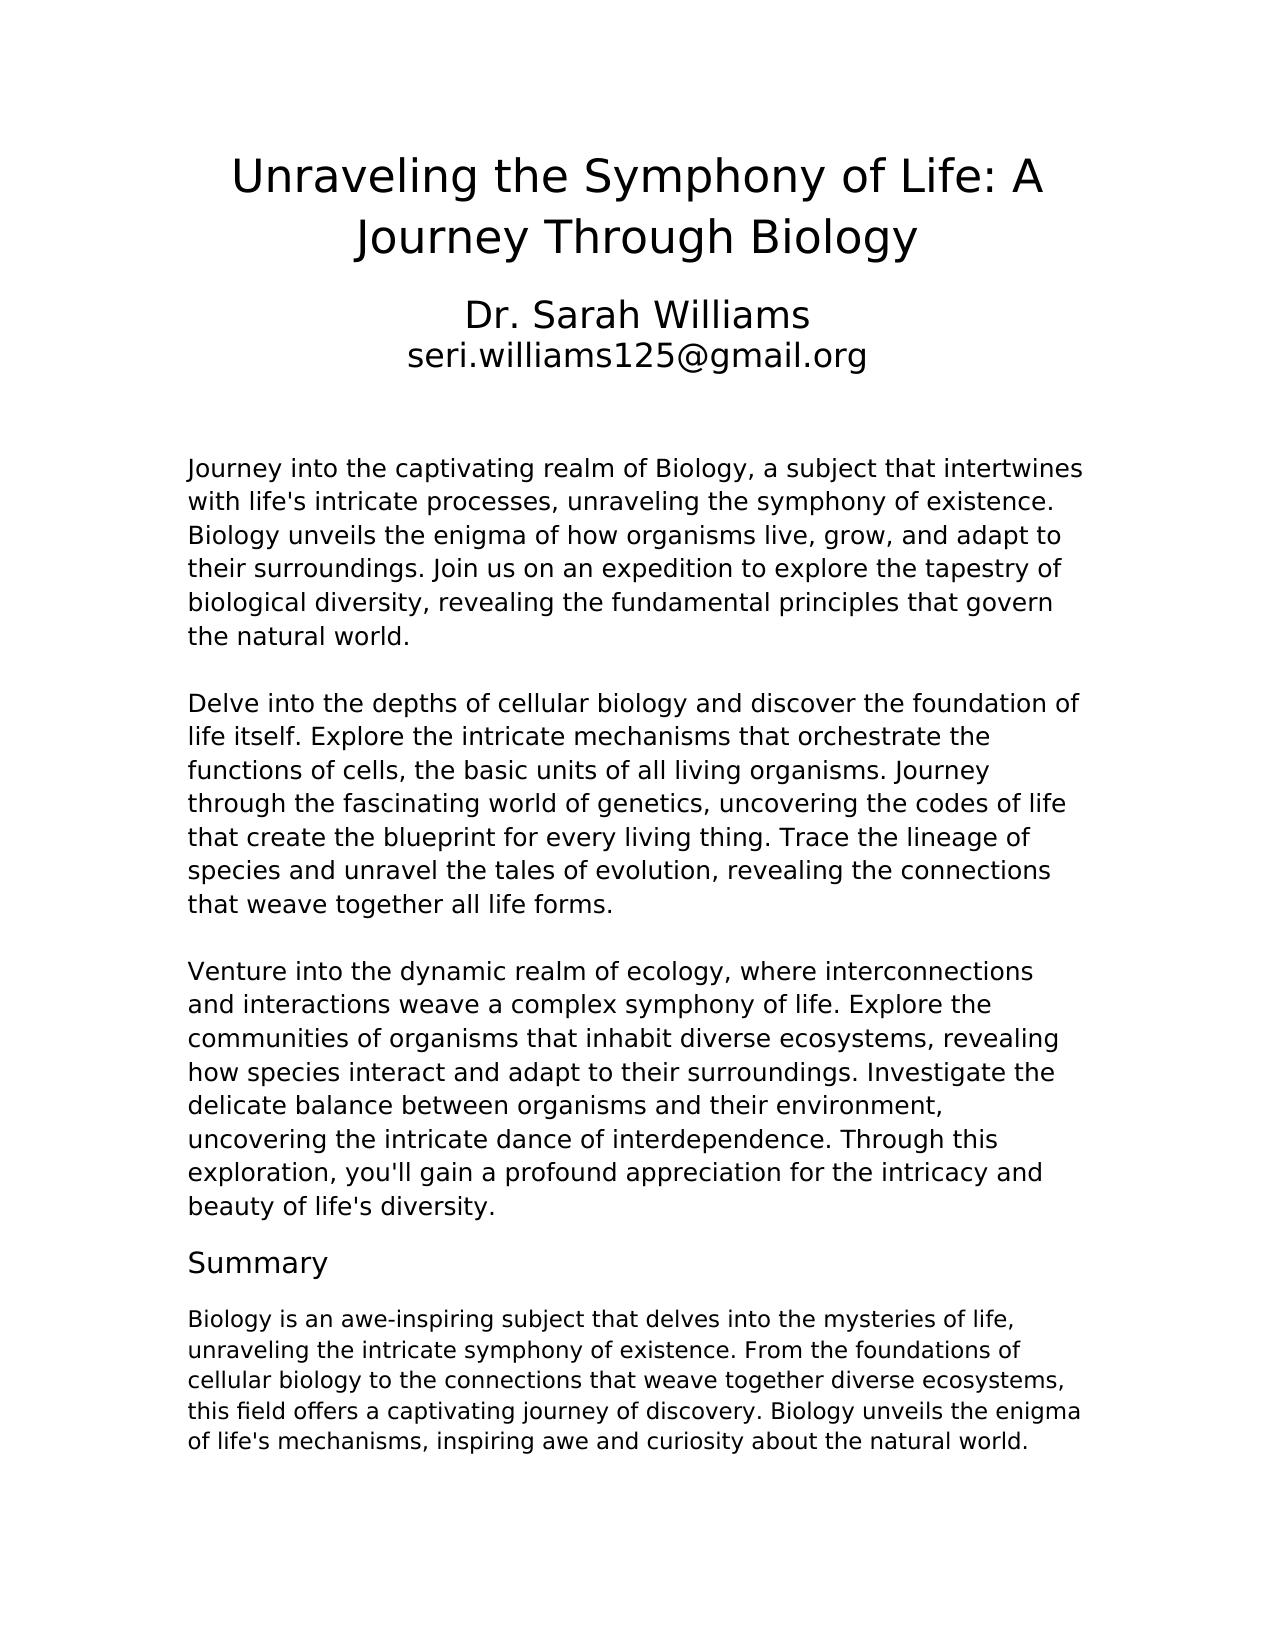 Unraveling the Symphony of Life: A
Journey Through Biology
Dr. Sarah Williams
seri.williams125@gmail.org
Journey into the captivating realm of Biology, a subject that intertwines
with life's intricate processes, unraveling the symphony of existence.
Biology unveils the enigma of how organisms live, grow, and adapt to
their surroundings. Join us on an expedition to explore the tapestry of
biological diversity, revealing the fundamental principles that govern
the natural world.
Delve into the depths of cellular biology and discover the foundation of
life itself. Explore the intricate mechanisms that orchestrate the
functions of cells, the basic units of all living organisms. Journey
through the fascinating world of genetics, uncovering the codes of life
that create the blueprint for every living thing. Trace the lineage of
species and unravel the tales of evolution, revealing the connections
that weave together all life forms.
Venture into the dynamic realm of ecology, where interconnections
and interactions weave a complex symphony of life. Explore the
communities of organisms that inhabit diverse ecosystems, revealing
how species interact and adapt to their surroundings. Investigate the
delicate balance between organisms and their environment,
uncovering the intricate dance of interdependence. Through this
exploration, you'll gain a profound appreciation for the intricacy and
beauty of life's diversity.
Summary
Biology is an awe-inspiring subject that delves into the mysteries of life,
unraveling the intricate symphony of existence. From the foundations of
cellular biology to the connections that weave together diverse ecosystems,
this field offers a captivating journey of discovery. Biology unveils the enigma
of life's mechanisms, inspiring awe and curiosity about the natural world.